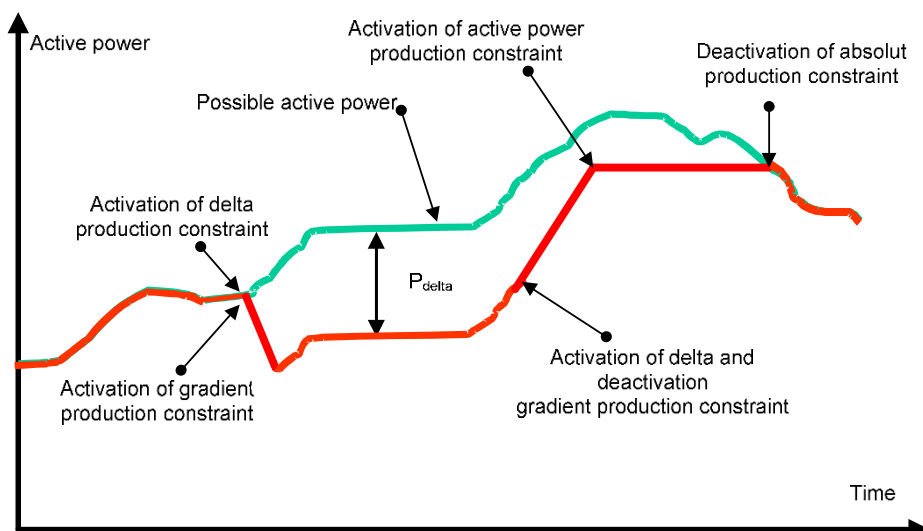 Active power
Activation of active power
production constraint
Deactivation of absolut
production constraint
Possible active power
Activation of delta
production constraint
Pdelta
Activation of gradient
production constraint
Activation of delta and
deactivation
gradient production constraint
Time